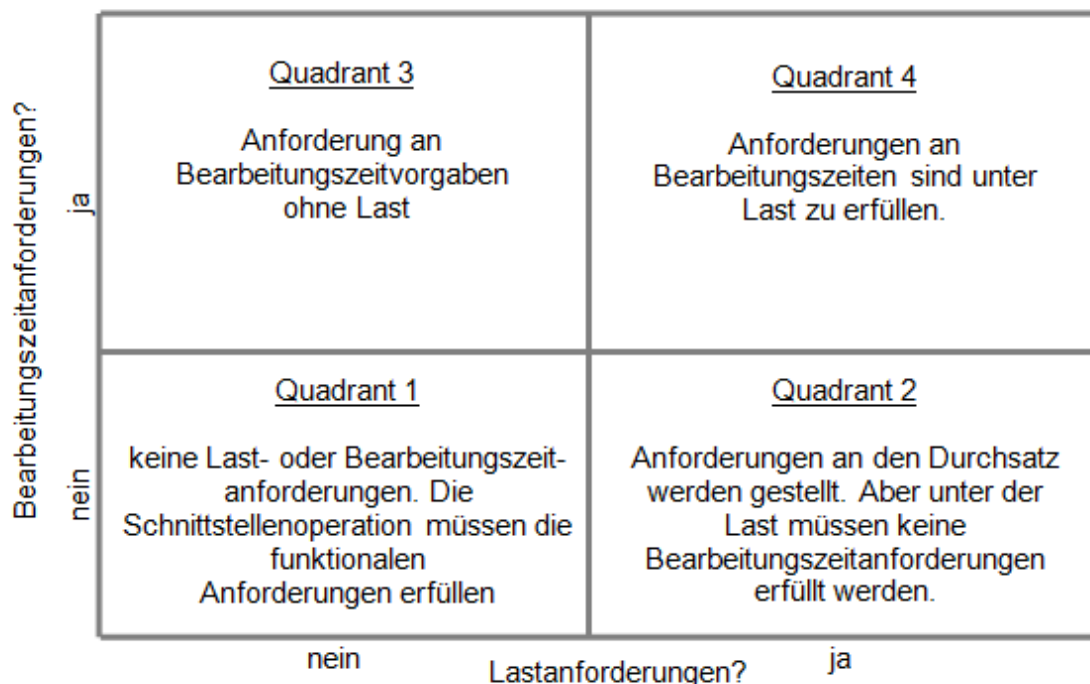 Quadrant 3
Anforderung an
Bearbeitungszeitvorgaben
ohne Last
Quadrant 4
Anforderungen an
Bearbeitungszeiten sind unter
Last zu erfüllen.
Quadrant 1
keine Last- oder Bearbeitungszeit-
anforderungen. Die
Schnittstellenoperation müssen die
funktionalen
Anforderungen erfüllen
Quadrant 2
Anforderungen an den Durchsatz
werden gestellt. Aber unter der
Last müssen keine
Bearbeitungszeitanforderungen
erfüllt werden.
Bearbeitungszeitanforderungen?
ja
nein
nein
Lastanforderungen?
ja